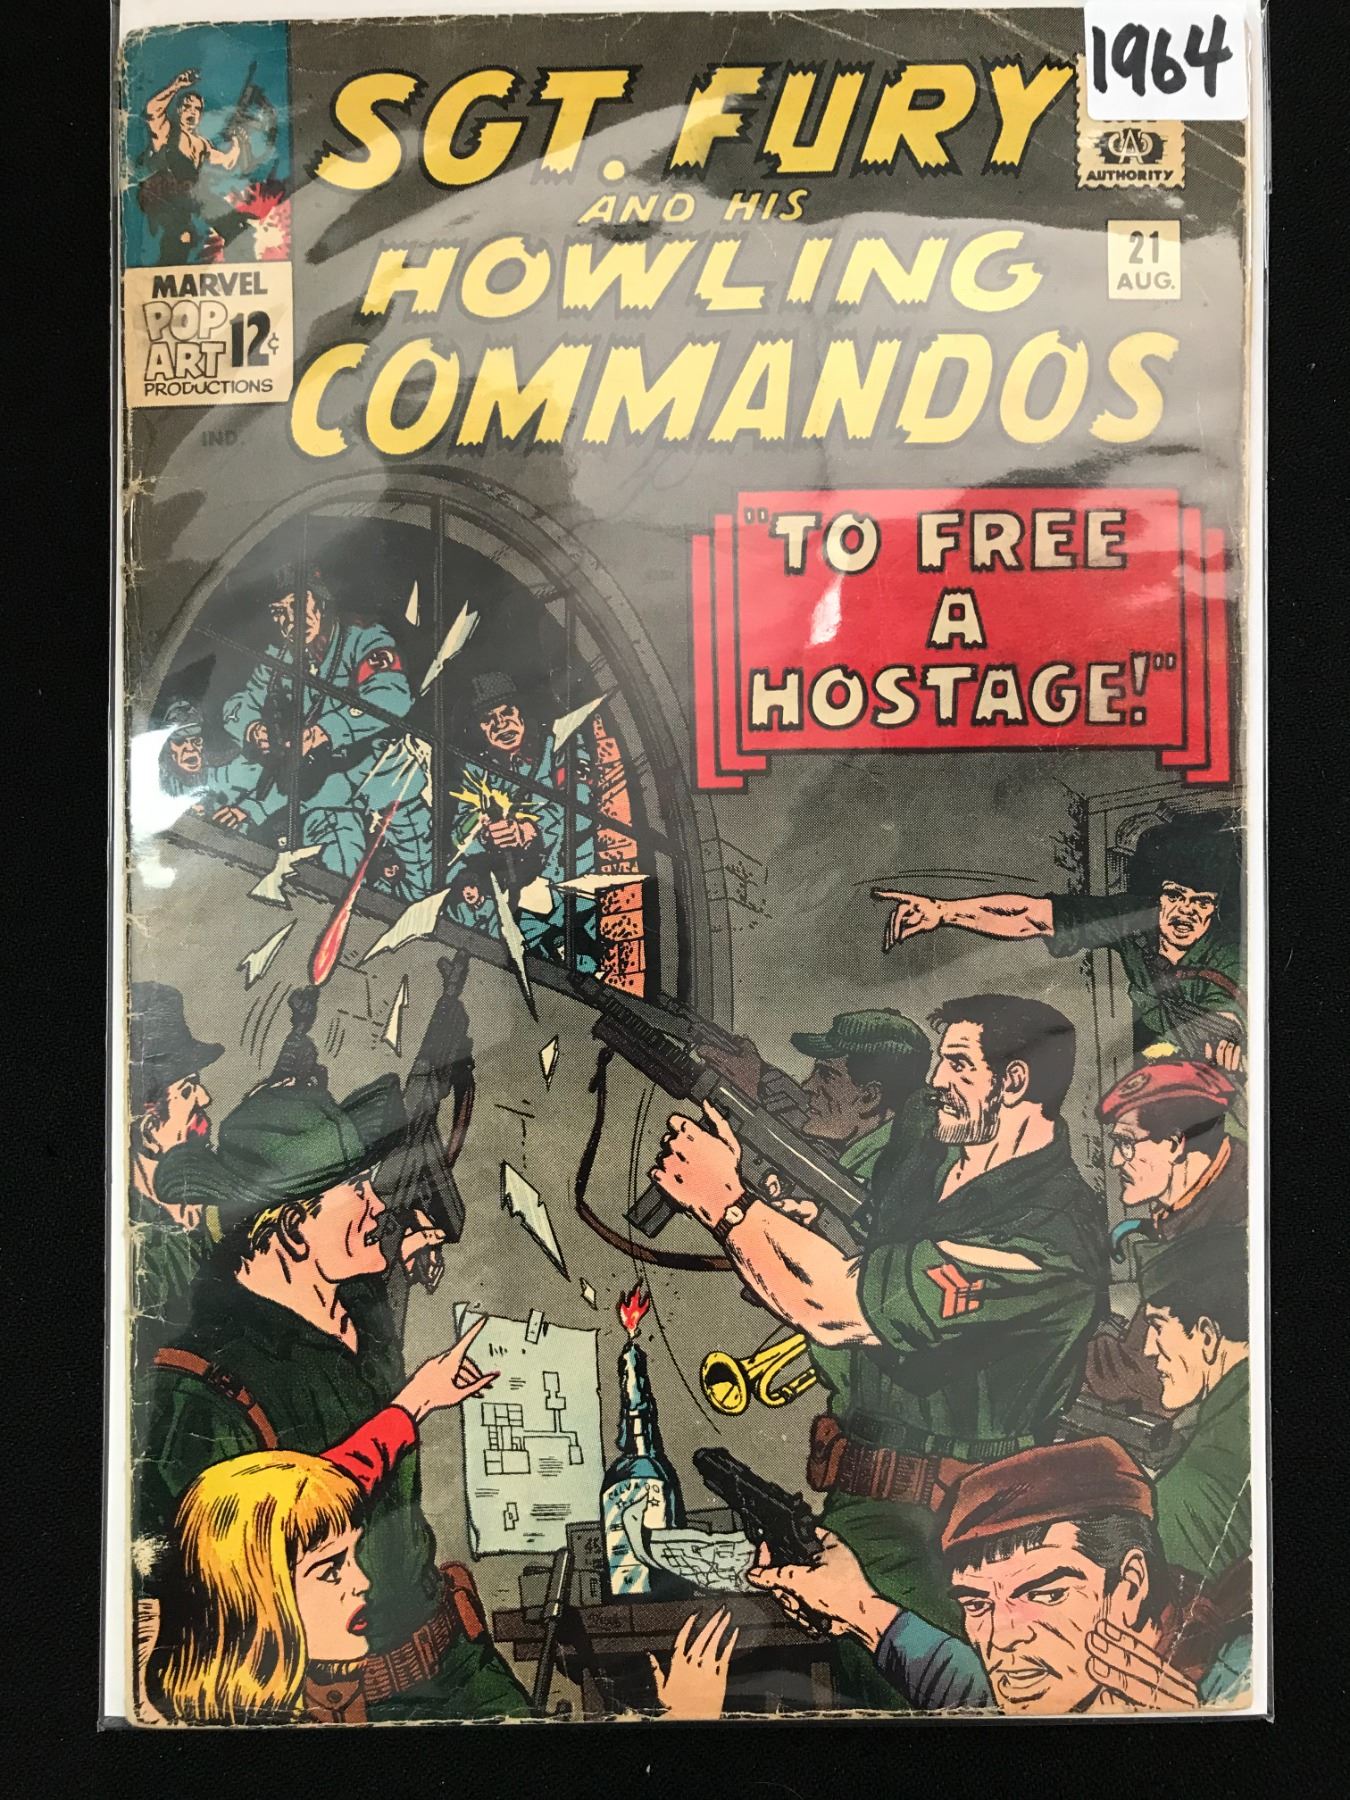 1964
SGT. FURY
AND HIS
HOWLING
COMMANDOS
AUTHORITY
21
AUG.
MARVEL
POP
ART 12¢
PRODUCTIONS
IND.
"TO FREE
A
HOSTAGE!"